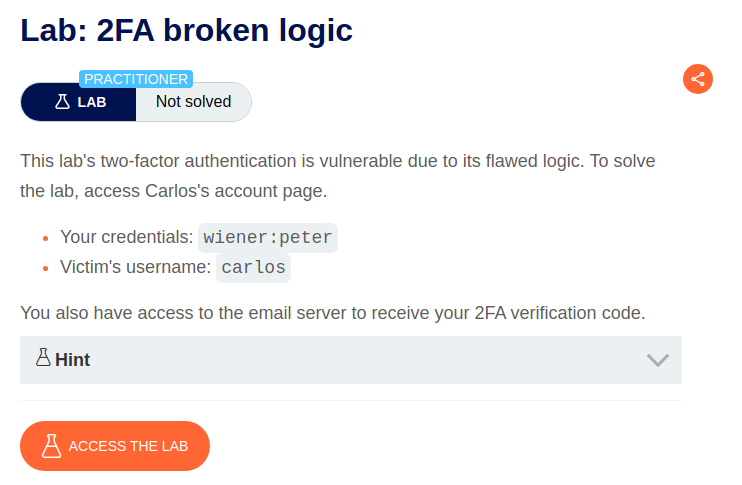 Lab: 2FA broken logic
PRACTITIONER
LAB
Not solved
This lab's two-factor authentication is vulnerable due to its flawed logic. To solve
the lab, access Carlos's account page.
Your credentials: wiener:peter
Victim's username: carlos
You also have access to the email server to receive your 2FA verification code.
Hint
ACCESS THE LAB